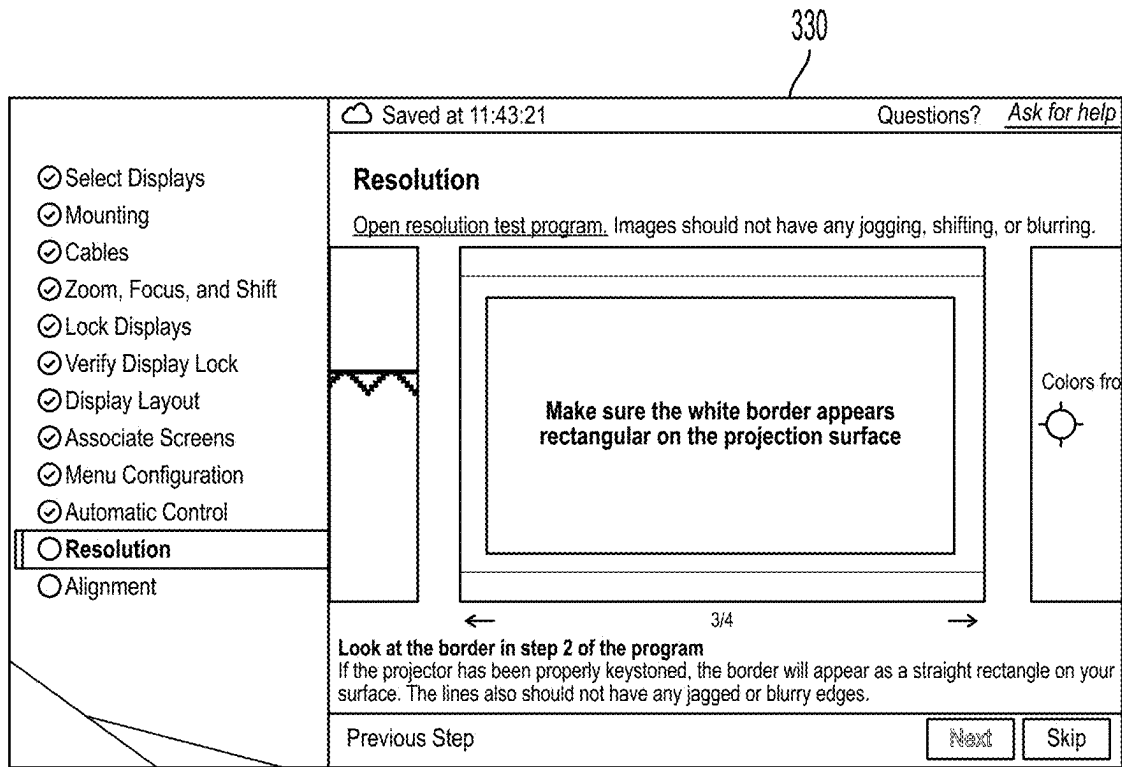 330
Saved at 11:43:21
Questions?
Ask for help
Select Displays
Mounting
Cables
Zoom, Focus, and Shift
Lock Displays
Verify Display Lock
Display Layout
Associate Screens
Menu Configuration
Automatic Control
Resolution
Alignment
Resolution
Open resolution test program. Images should not have any jogging, shifting, or blurring.
Make sure the white border appears
rectangular on the projection surface
Colors fro
3/4
Look at the border in step 2 of the program
If the projector has been properly keystoned, the border will appear as a straight rectangle on your
surface. The lines also should not have any jagged or blurry edges.
Previous Step
Next
Skip